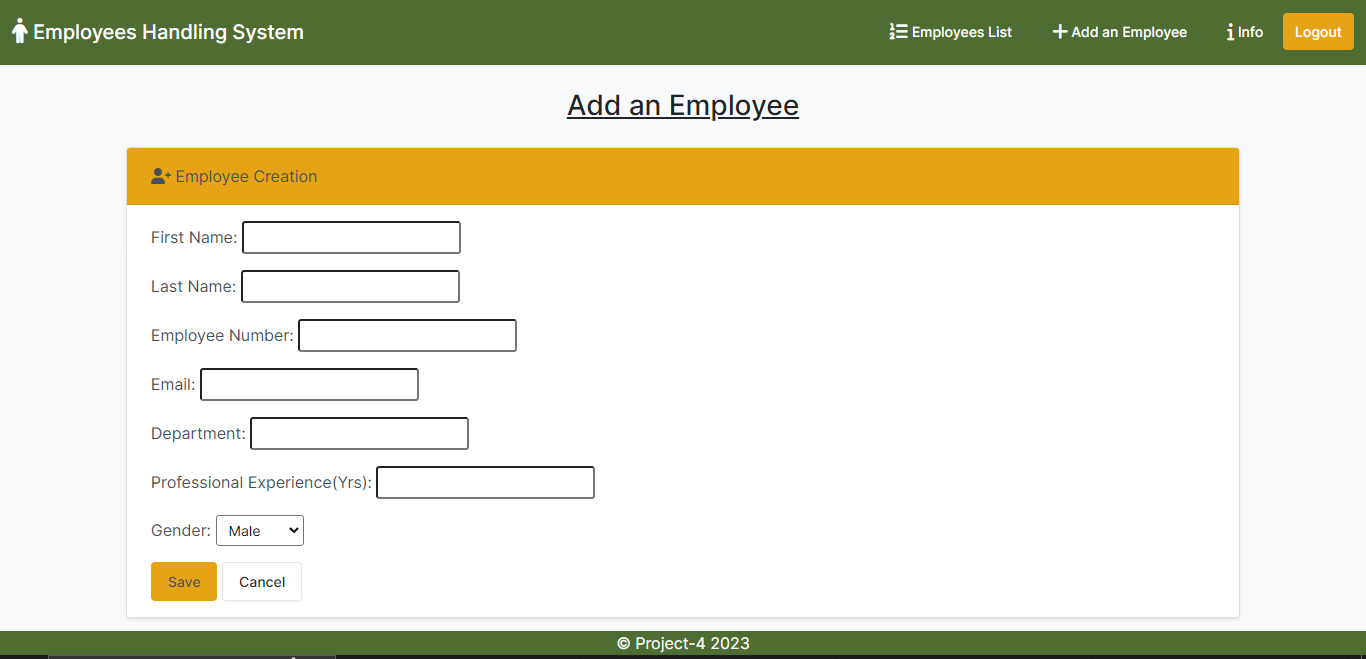 Employees Handling System
Employees List
Add an Employee
Info
Logout
Add an Employee
Employee Creation
First Name:
Last Name:
Employee Number:
Email:
Department:
Professional Experience(Yrs):
Gender: Male
Save Cancel
© Project-4 2023